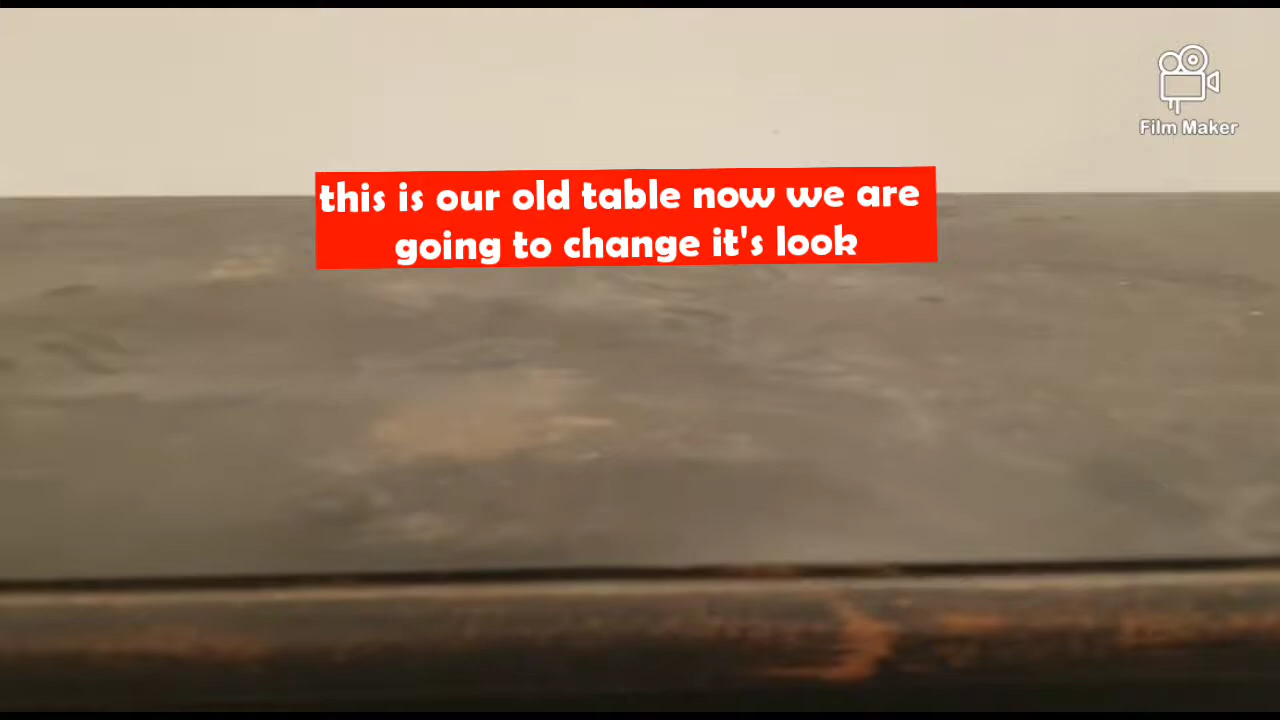 Film Maker
this is our old table now we are
going to change it's look